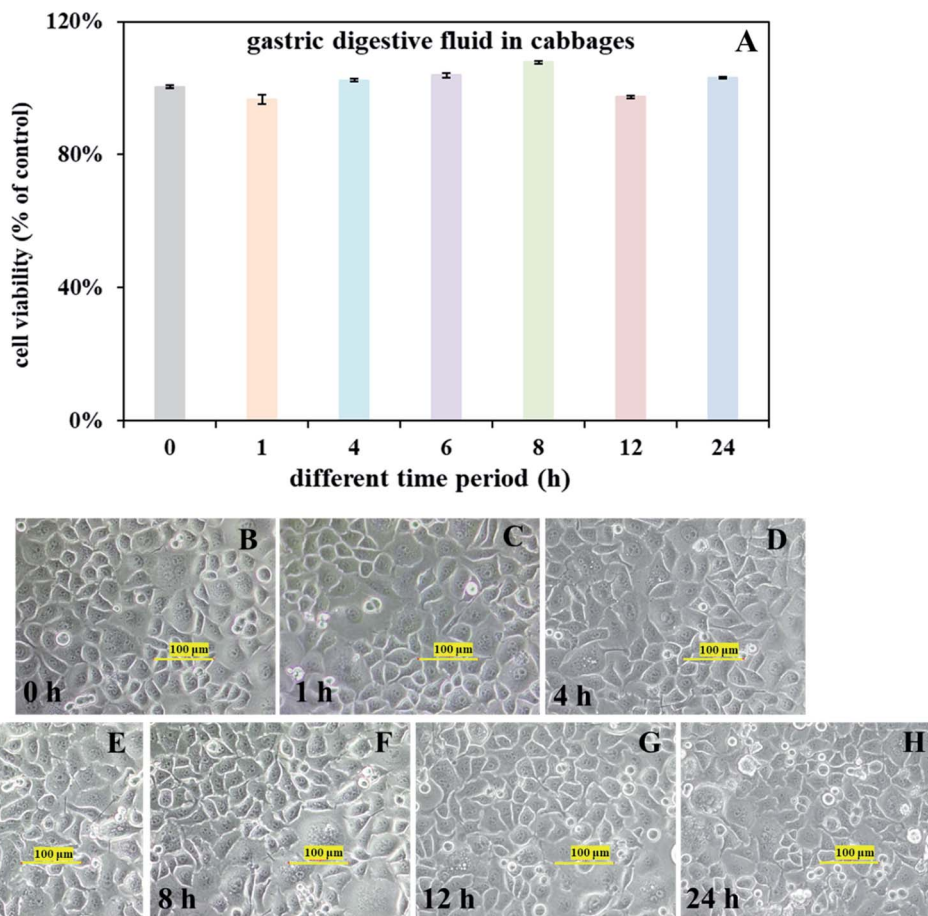 120%
gastric digestive fluid in cabbages A
80%
cell viability (% of control)
40%
0%
0 1 4 6 8 12 24
different time period (h)
B
100 μm
0 h
C
100 μm
1 h
D
100 μm
4 h
E
100 μm
F
100 μm
8 h
G
100 μm
12 h
H
100 μm
24 h